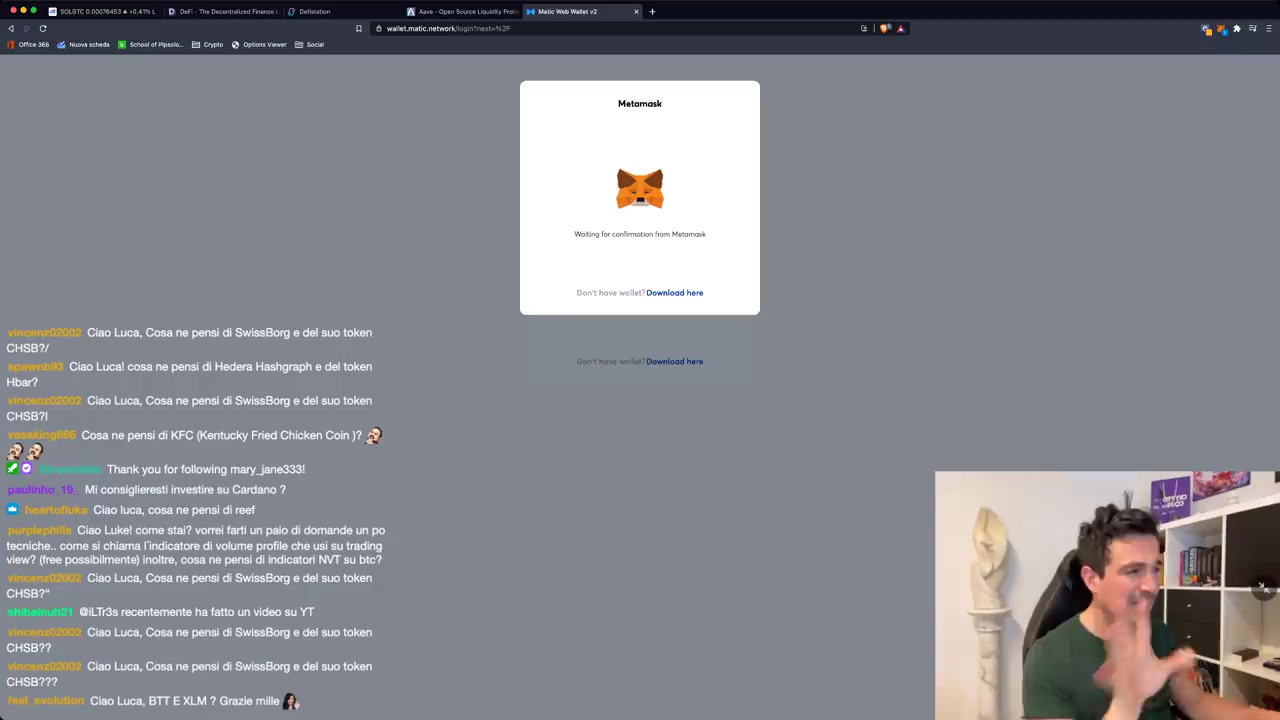 SOLBTC 0.00076453 ▲ +0.41% L
DeFi - The Decentralized Finance L
Defistation
Aave - Open Source Liquidity Proto
Matic Web Wallet v2
wallet.matic.network/login?next=%2F
Office 365
Nuova scheda
School of Pipsolo...
Crypto
Options Viewer
Social
Metamask
Waiting for confirmation from Metamask
Don't have wallet? Download here
Don't have wallet? Download here
vincenz02002 Ciao Luca, Cosa ne pensi di SwissBorg e del suo token
CHSB?/
spawnb93 Ciao Luca! cosa ne pensi di Hedera Hashgraph e del token
Hbar?
vincenz02002 Ciao Luca, Cosa ne pensi di SwissBorg e del suo token
CHSB?!
vasaking666 Cosa ne pensi di KFC (Kentucky Fried Chicken Coin )?
Thank you for following mary_jane333!
paulinho_19_ Mi consiglieresti investire su Cardano ?
heartofluka Ciao luca, cosa ne pensi di reef
purplephills Ciao Luke! come stai? vorrei farti un paio di domande un po
tecniche.. come si chiama l'indicatore di volume profile che usi su trading
view? (free possibilmente) inoltre, cosa ne pensi di indicatori NVT su btc?
vincenz02002 Ciao Luca, Cosa ne pensi di SwissBorg e del suo token
CHSB?"
shibainuh21 @iLTr3s recentemente ha fatto un video su YT
vincenz02002 Ciao Luca, Cosa ne pensi di SwissBorg e del suo token
CHSB??
vincenz02002 Ciao Luca, Cosa ne pensi di SwissBorg e del suo token
CHSB???
fast_evolution Ciao Luca, BTT E XLM ? Grazie mille